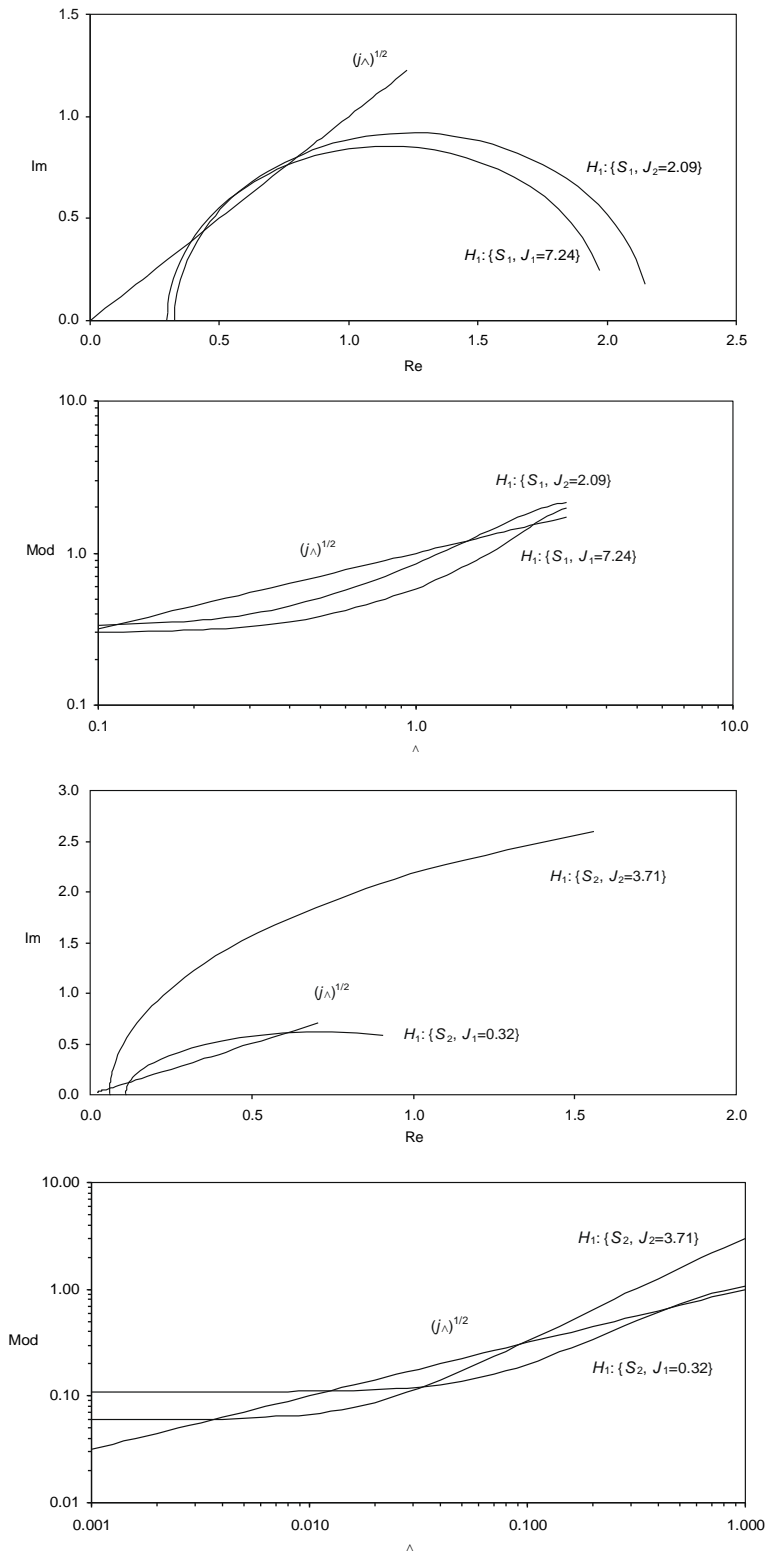 1.5
(j^)1/2
1.0
Im
H1: {S1, J2=2.09}
0.5
H1: {S1, J1=7.24}
0.0
0.0 0.5 1.0 1.5 2.0 2.5
Re
10.0
H1: {S1, J2=2.09}
(j^)1/2
Mod 1.0
H1: {S1, J1=7.24}
0.1
0.1 1.0 10.0
^
3.0
2.5
H1: {S2, J2=3.71}
2.0
Im
1.5
1.0
(j^)1/2
0.5
H1: {S2, J1=0.32}
0.0
0.0 0.5 1.0 1.5 2.0
Re
10.00
H1: {S2, J2=3.71}
1.00
(j^)1/2
Mod
H1: {S2, J1=0.32}
0.10
0.01
0.001 0.010 0.100 1.000
^